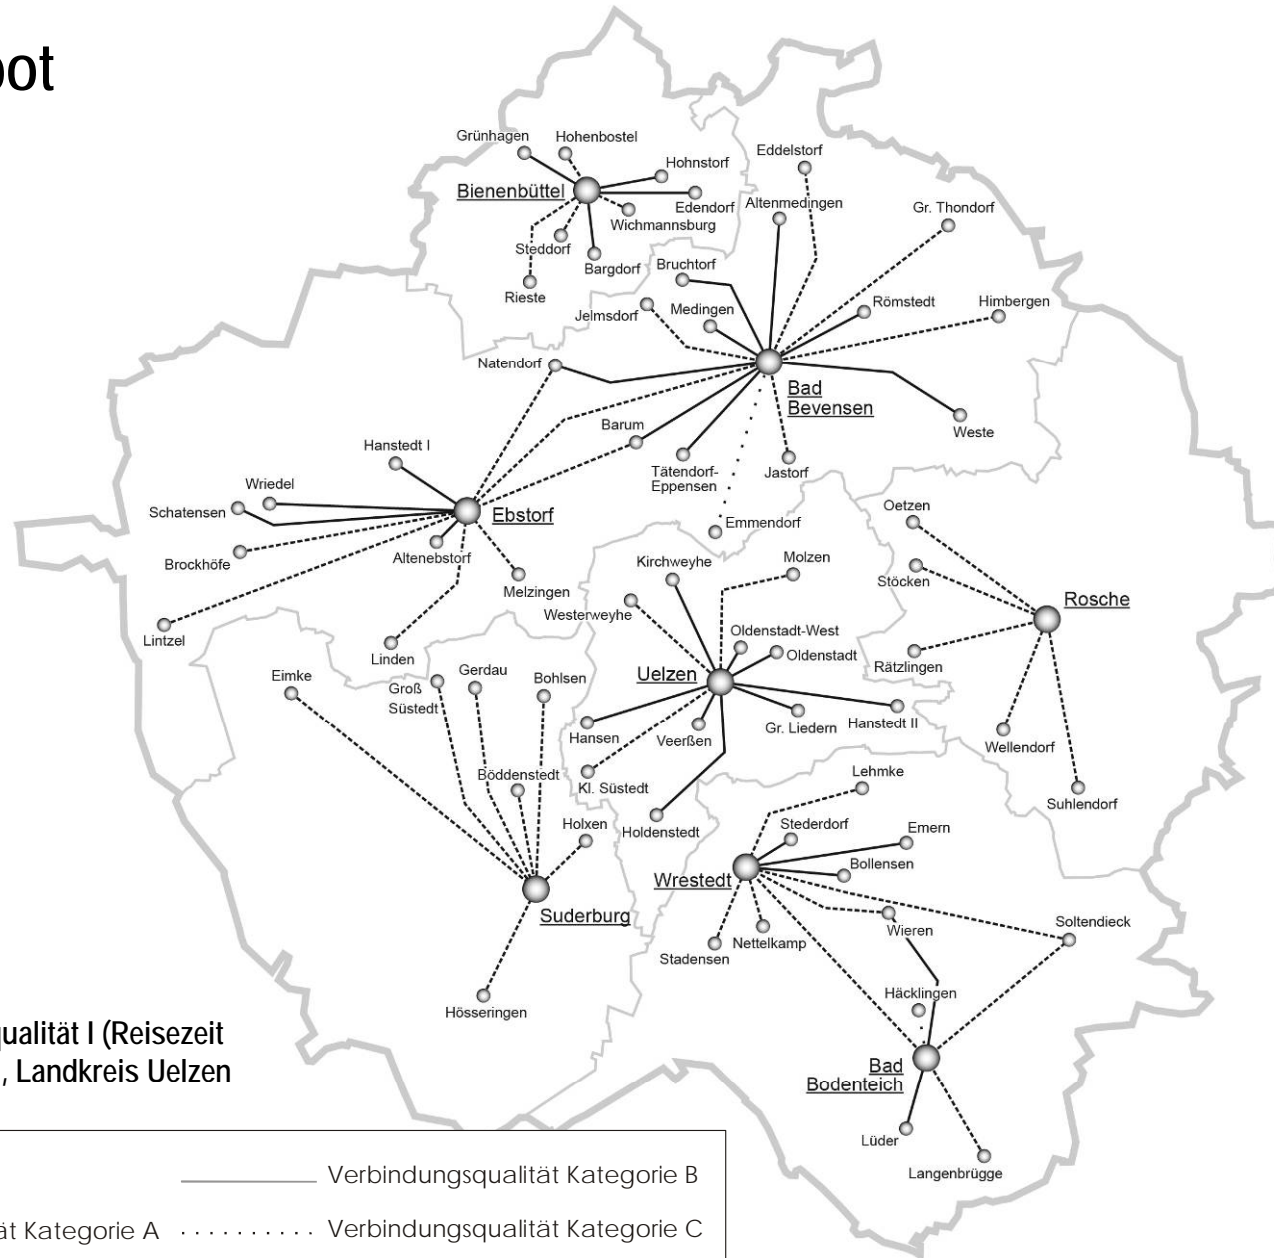 bot
Grünhagen
Hohenbostel
Hohnstorf
Bienenbüttel
Edendorf
Wichmannsburg
Steddorf
Bargdorf
Rieste
Eddelstorf
Altenmedingen
Gr. Thondorf
Bruchtorf
Jelmsdorf
Medingen
Römstedt
Himbergen
Natendorf
Bad
Bevensen
Weste
Barum
Tätendorf-
Eppensen
Jastorf
Emmendorf
Hanstedt I
Wriedel
Schatensen
Ebstorf
Brockhöfe
Altenebstorf
Melzingen
Lintzel
Linden
Oetzen
Stöcken
Rosche
Rätzlingen
Wellendorf
Suhlendorf
Kirchweyhe
Molzen
Westerweyhe
Oldenstadt-West
Oldenstadt
Uelzen
Hansen
Veerßen
Gr. Liedern
Hanstedt II
Kl. Süstedt
Holdenstedt
Eimke
Groß
Süstedt
Gerdau
Bohlsen
Böddenstedt
Holxen
Suderburg
Hösseringen
Lehmke
Stederdorf
Emern
Bollensen
Wrestedt
Wieren
Soltendieck
Nettelkamp
Stadensen
Häcklingen
Bad
Bodenteich
Lüder
Langenbrügge
qualität I (Reisezeit
, Landkreis Uelzen
Verbindungsqualität Kategorie B
ät Kategorie A
Verbindungsqualität Kategorie C